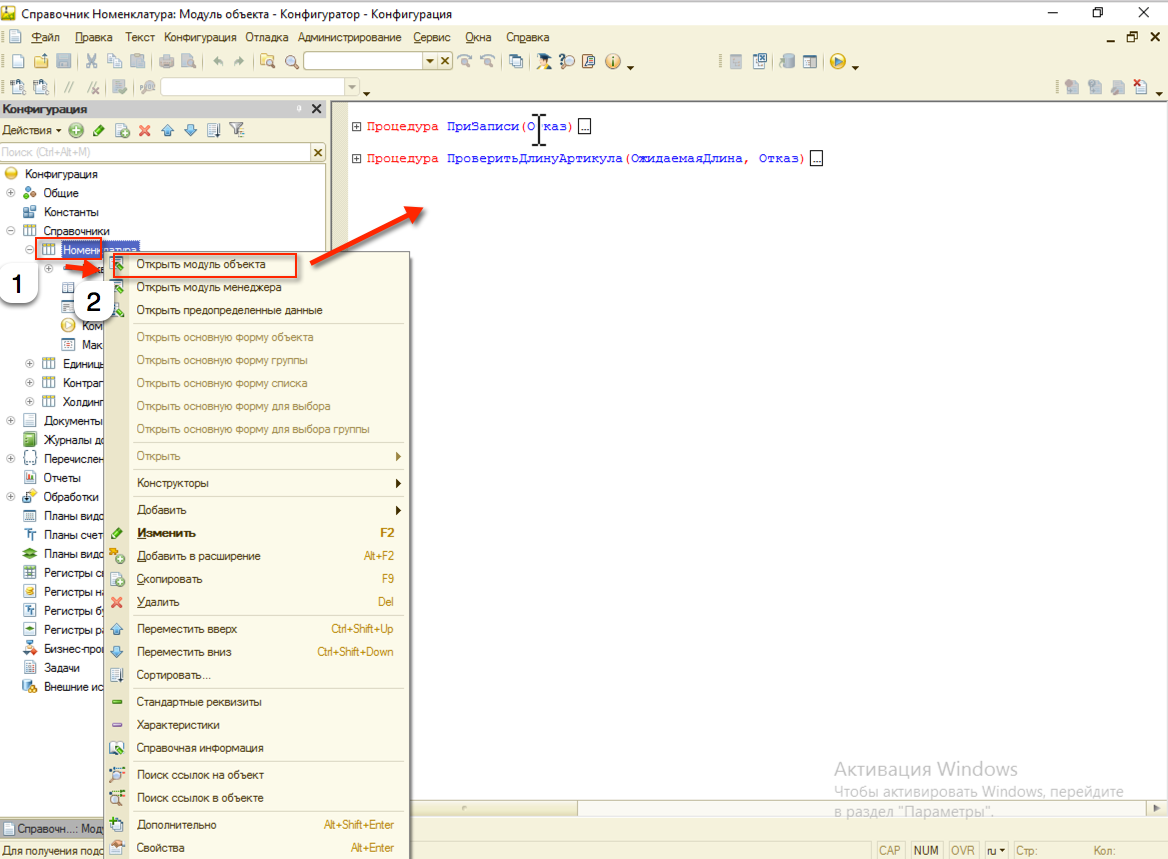 Справочник Номенклатура: Модуль объекта - Конфигуратор - Конфигурация
Файл Правка Текст Конфигурация Отладка Администрирование Сервис Окна Справка
Конфигурация
Действия
Поиск (Ctrl+Alt+M)
Конфигурация
Общие
Константы
Справочники
Номенклатура
1
2
Ком
Мак
Единицы
Контраг
Холдинг
Документы
Журналы до
Перечислен
Отчеты
Обработки
Планы видо
Планы счет
Планы видо
Регистры с
Регистры на
Регистры бу
Регистры ра
Бизнес-про
Задачи
Внешние ис
Процедура ПриЗаписи(Отказ) ...
Процедура ПроверитьДлинуАртикула(ОжидаемаяДлина, Отказ) ...
Открыть модуль объекта
Открыть модуль менеджера
Открыть предопределенные данные
Открыть основную форму объекта
Открыть основную форму группы
Открыть основную форму списка
Открыть основную форму для выбора
Открыть основную форму для выбора группы
Открыть
Конструкторы
Добавить
Изменить F2
Добавить в расширение Alt+F2
Скопировать F9
Удалить Del
Переместить вверх Ctrl+Shift+Up
Переместить вниз Ctrl+Shift+Down
Сортировать...
Стандартные реквизиты
Характеристики
Справочная информация
Поиск ссылок на объект
Поиск ссылок в объекте
Дополнительно Alt+Shift+Enter
Свойства Alt+Enter
Активация Windows
Чтобы активировать Windows, перейдите
в раздел "Параметры".
Справочн...: Мод
Для получения подс
CAP NUM OVR ru Стр: Кол: